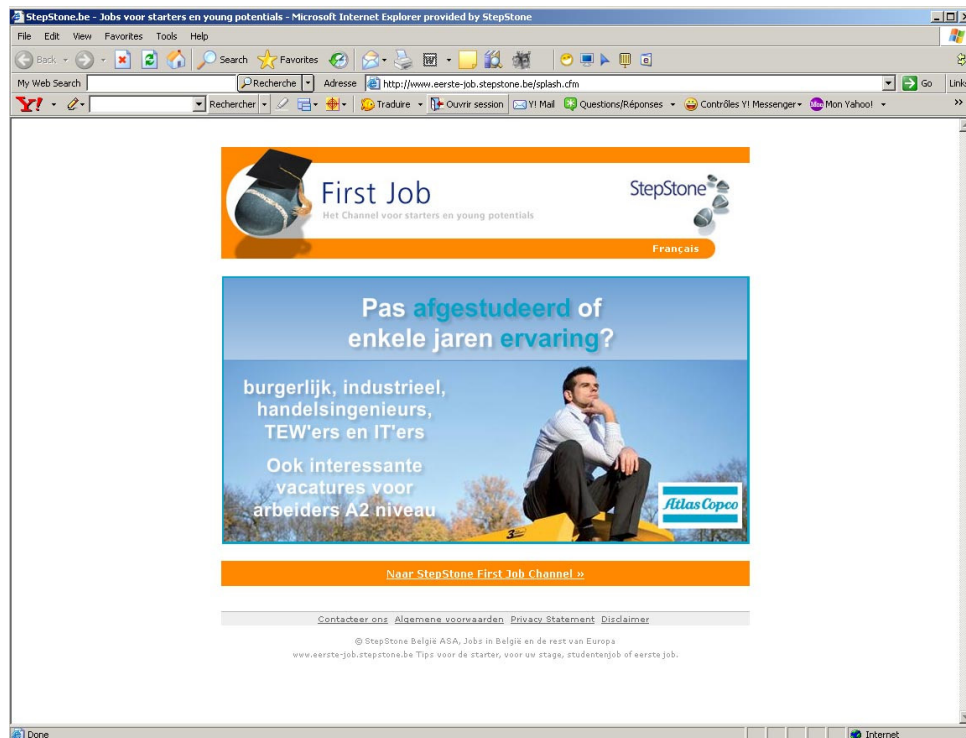 StepStone.be - Jobs voor starters en young potentials - Microsoft Internet Explorer provided by StepStone
File Edit View Favorites Tools Help
Back Search Favorites
My Web Search Recherche Adresse http://www.eerste-job.stepstone.be/splash.cfm Go Links
Y! Rechercher Traduire Ouvrir session Y! Mail Questions/Réponses Contrôles Y! Messenger Mon Yahoo! »
First Job
Het Channel voor starters en young potentials
StepStone
Français
Pas afgestudeerd of
enkele jaren ervaring?
burgerlijk, industrieel,
handelsingenieurs,
TEW'ers en IT'ers
Ook interessante
vacatures voor
arbeiders A2 niveau
3
Atlas Copco
Naar StepStone First Job Channel »
Contacteer ons Algemene voorwaarden Privacy Statement Disclaimer
© StepStone België ASA, Jobs in België en de rest van Europa
www.eerste-job.stepstone.be Tips voor de starter, voor uw stage, studentenjob of eerste job.
Done Internet